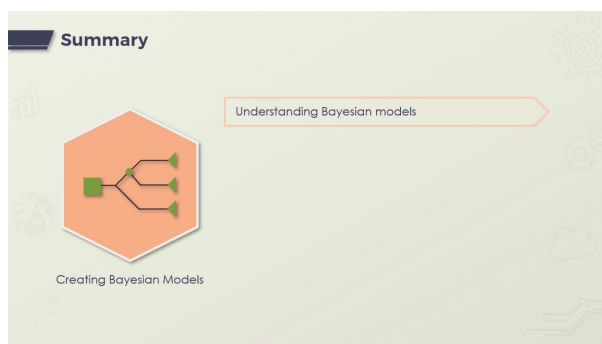 Summary
Understanding Bayesian models
Creating Bayesian Models